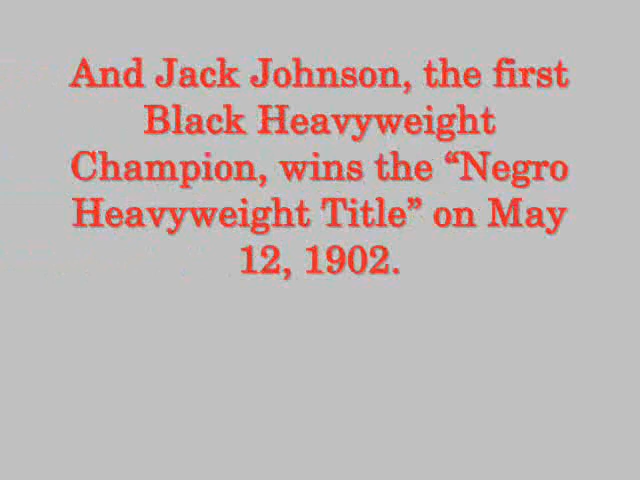 And Jack Johnson, the first
Black Heavyweight
Champion, wins the “Negro
Heavyweight Title” on May
12, 1902.